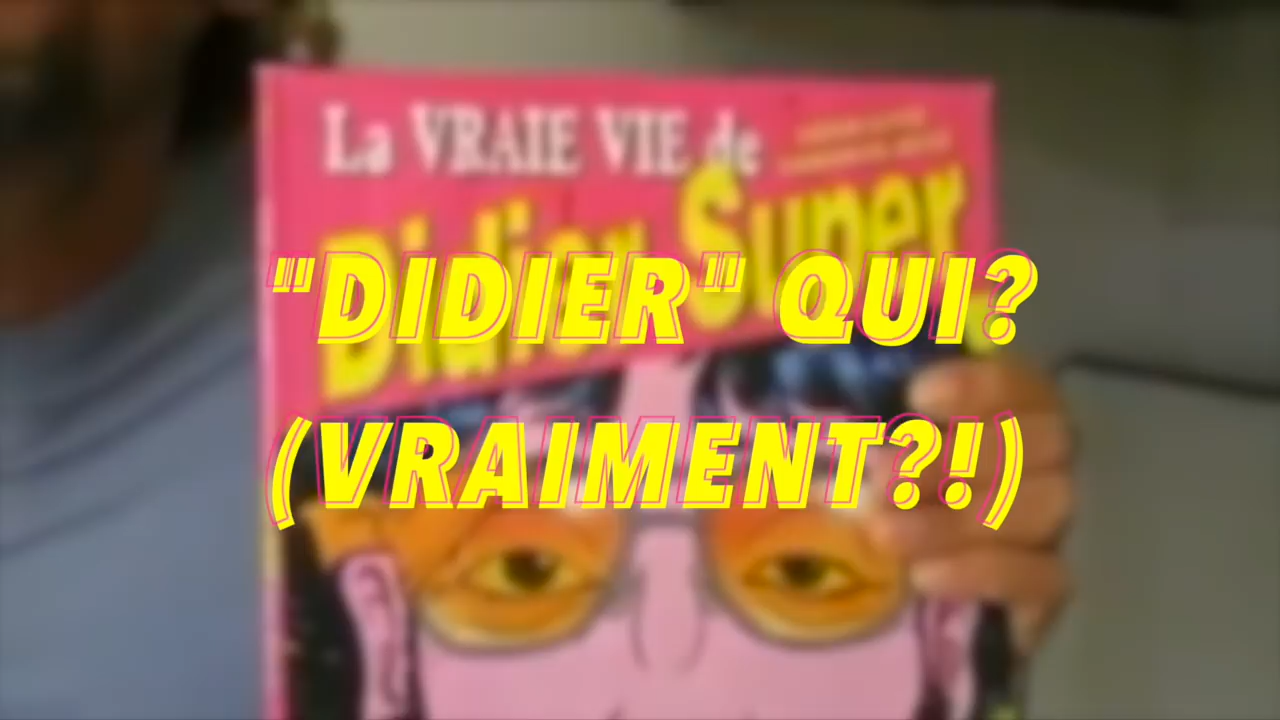 La VRAIE VIE de
Didier Super
"DIDIER" QUI?
(VRAIMENT?!)